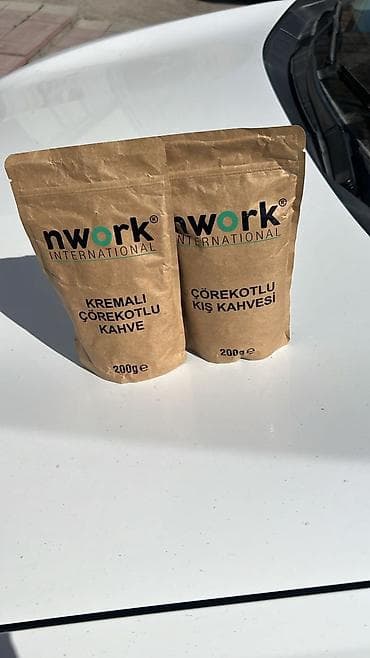 nwork®
INTERNATIONAL
KREMALI
ÇÖREKOTLU
KAHVE
200g℮
nwork®
INTERNATIONAL
ÇÖREKOTLU
KIŞ KAHVESİ
200g℮